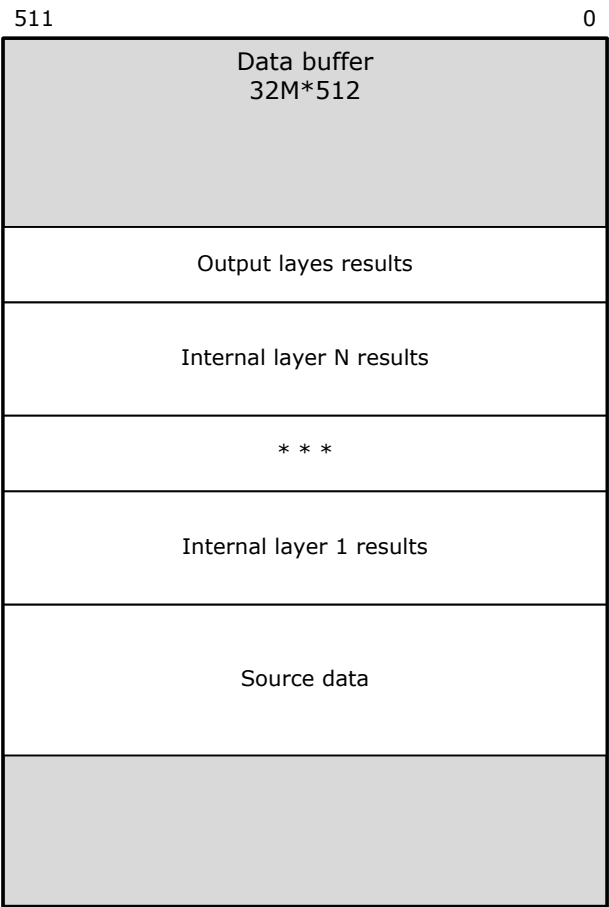 511 0
Data buffer
32M*512
Output layes results
Internal layer N results
* * *
Internal layer 1 results
Source data